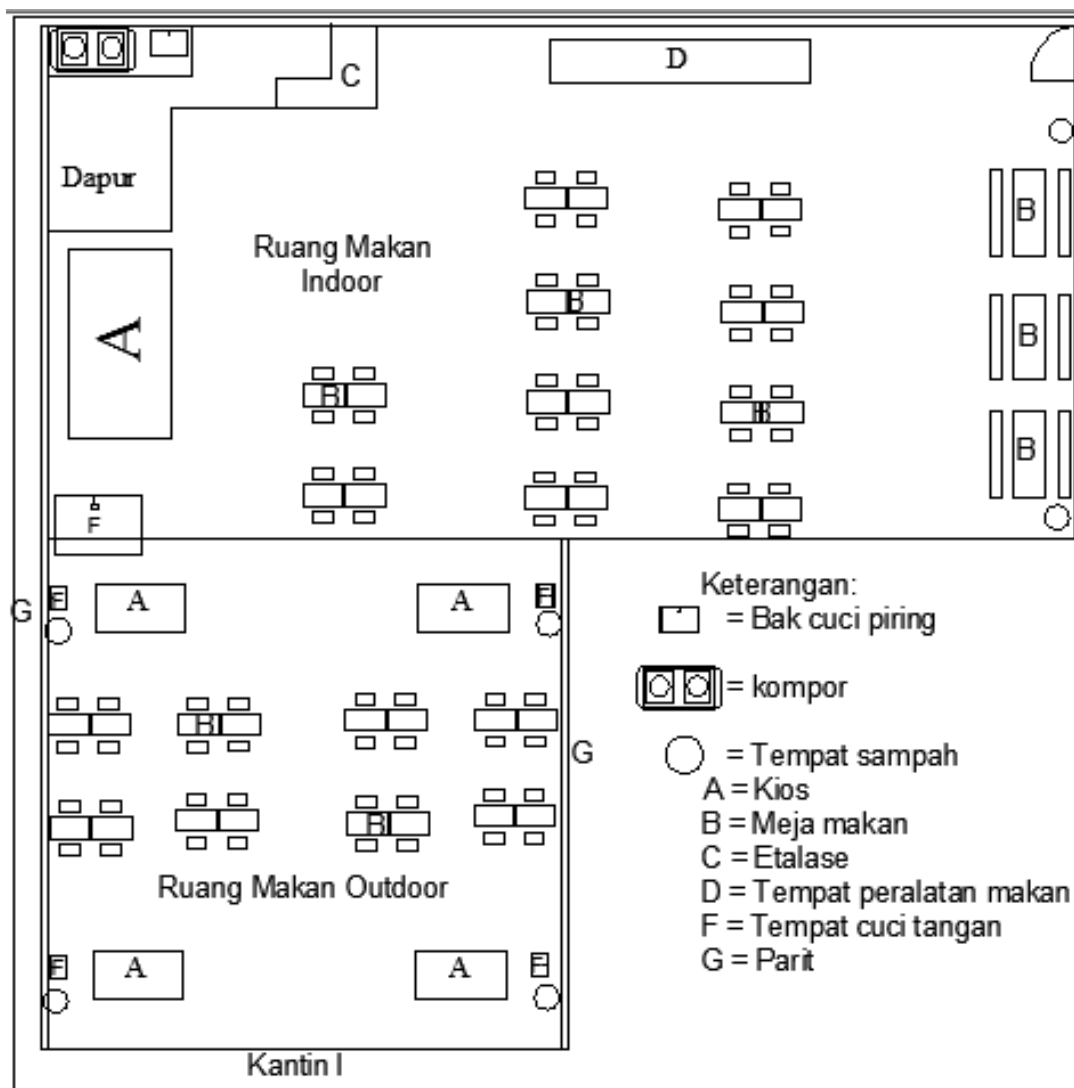 C
D
Dapur
B
Ruang Makan
Indoor
A
B
B
B
B
B
F
Keterangan:
= Bak cuci piring
G
F
A
A
F
= kompor
B
G
= Tempat sampah
A = Kios
B = Meja makan
B
C = Etalase
Ruang Makan Outdoor
D = Tempat peralatan makan
F = Tempat cuci tangan
G = Parit
F
A
A
F
Kantin I